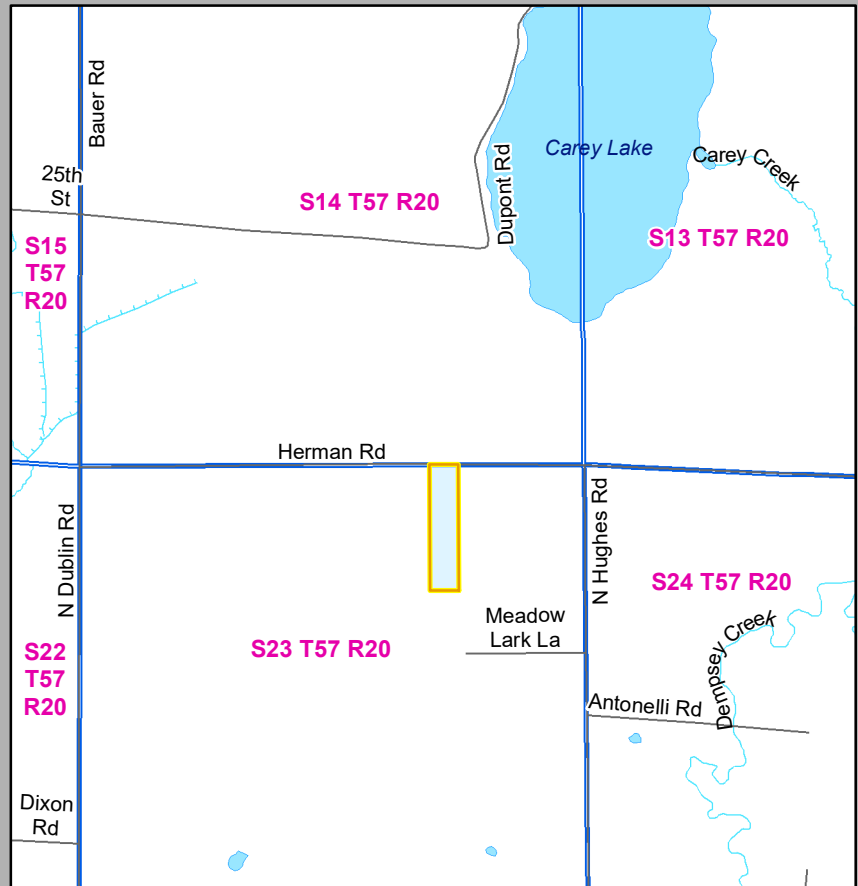 Bauer Rd
25th
St
S14 T57 R20
Dupont Rd
Carey Lake
Carey Creek
S13 T57 R20
S15
T57
R20
Herman Rd
N Dublin Rd
N Hughes Rd
S24 T57 R20
Meadow
Lark La
S23 T57 R20
Dempsey Creek
S22
T57
R20
Antonelli Rd
Dixon
Rd